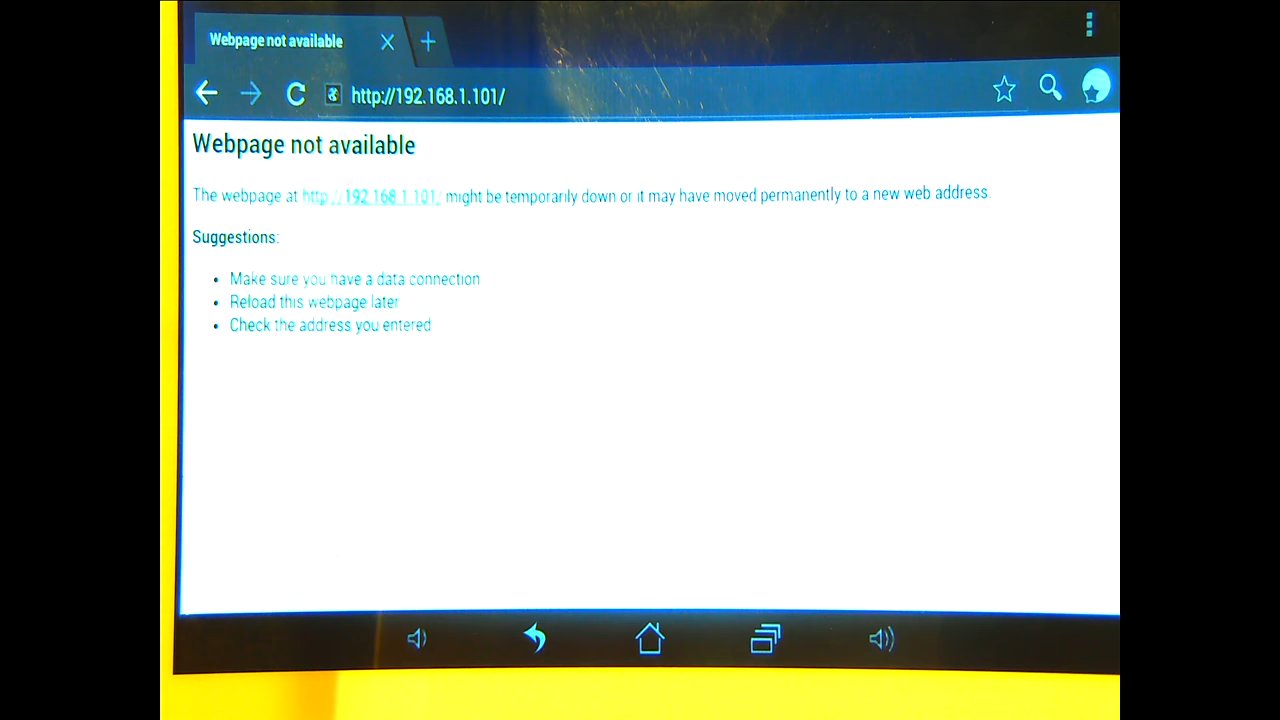 Webpage not available
http://192.168.1.101/
Webpage not available
The webpage at http://192.168.1.101/ might be temporarily down or it may have moved permanently to a new web address.
Suggestions:
• Make sure you have a data connection
• Reload this webpage later
• Check the address you entered